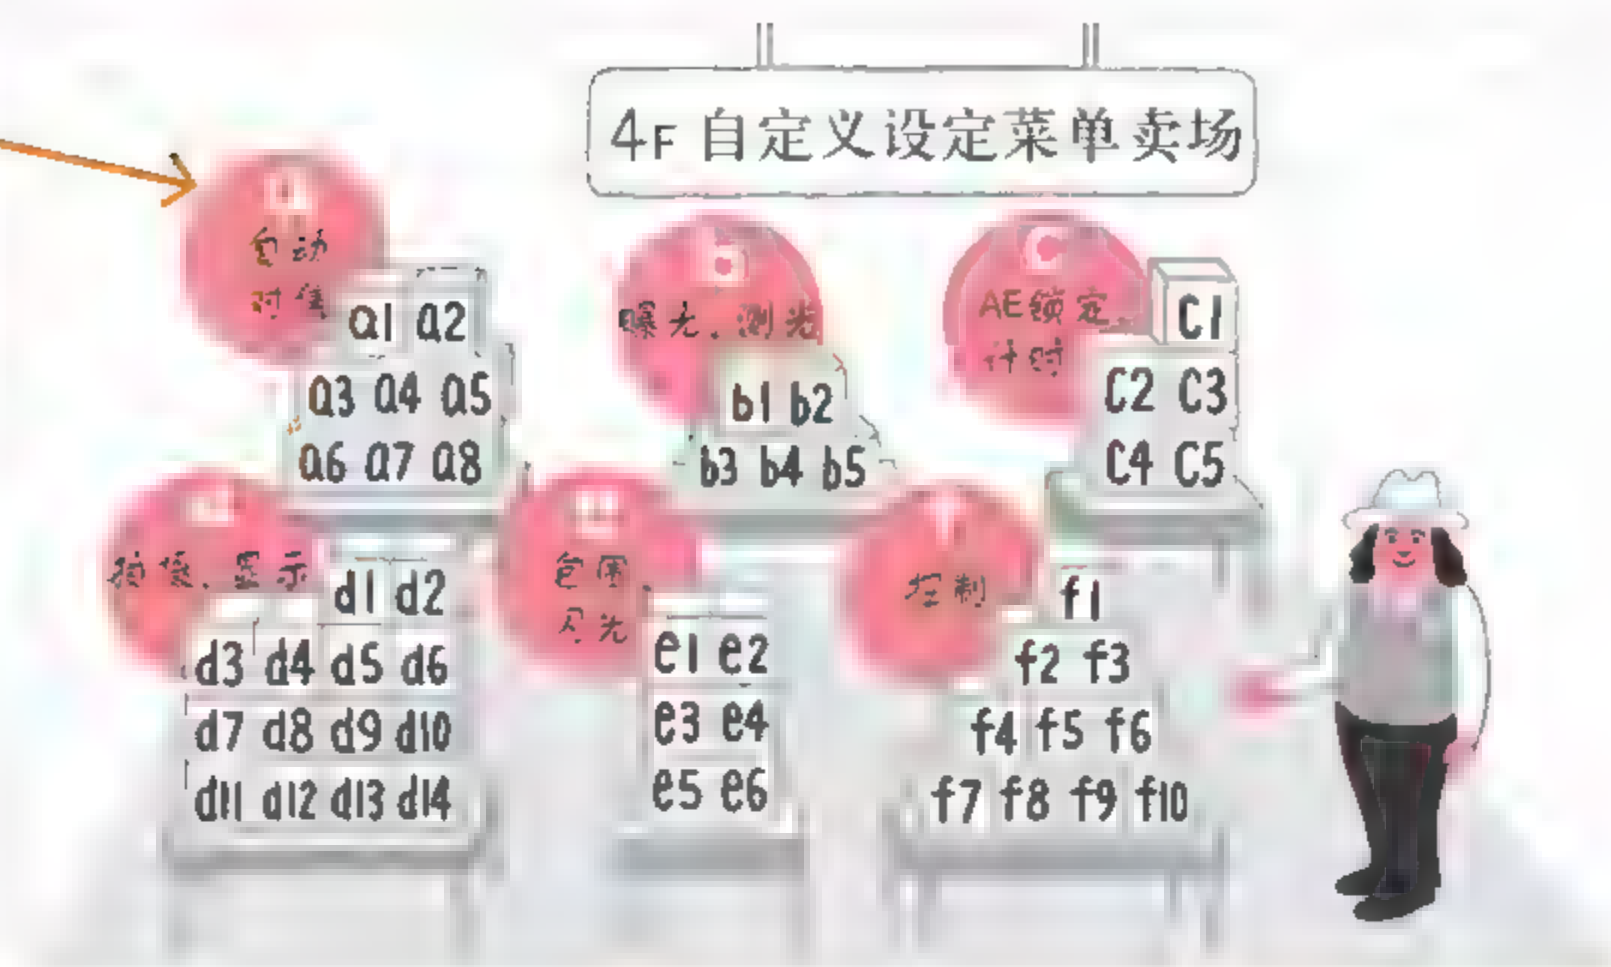 4F 自定义设定菜单卖场
a
自动
对焦
a1 a2
a3 a4 a5
a6 a7 a8
b
曝光、测光
b1 b2
b3 b4 b5
C
AE锁定、
计时
C1
C2 C3
C4 C5
d
拍摄、显示
d1 d2
d3 d4 d5 d6
d7 d8 d9 d10
d11 d12 d13 d14
包围、
闪光
e1 e2
e3 e4
e5 e6
f
控制
f1
f2 f3
f4 f5 f6
f7 f8 f9 f10